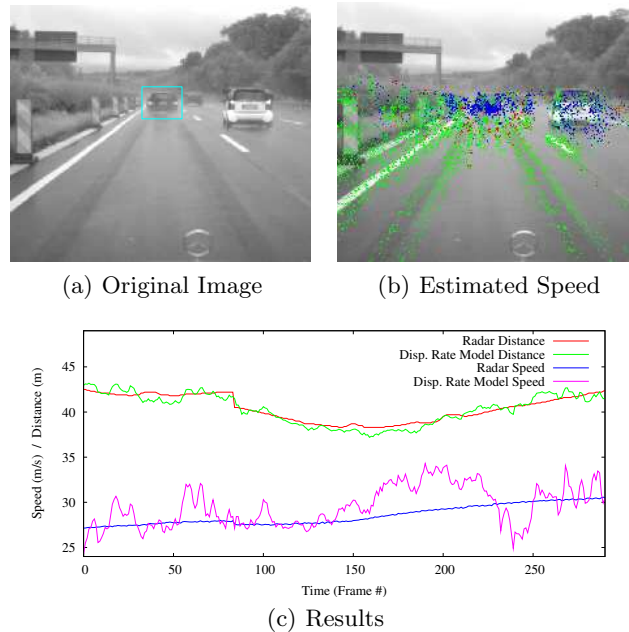 (a) Original Image
(b) Estimated Speed
Radar Distance
Disp. Rate Model Distance
Radar Speed
Disp. Rate Model Speed
45
40
35
30
25
Speed (m/s) / Distance (m)
0
50
100
150
200
250
Time (Frame #)
(c) Results